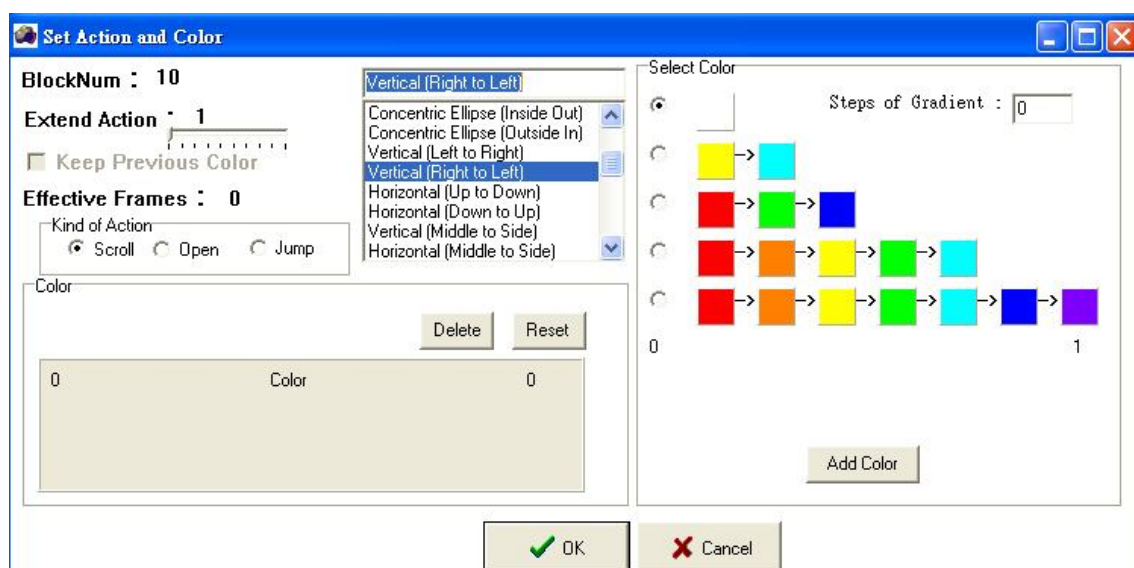 Set Action and Color
BlockNum : 10
Extend Action : 1
Keep Previous Color
Effective Frames : 0
Kind of Action
Scroll Open Jump
Vertical (Right to Left)
Concentric Ellipse (Inside Out)
Concentric Ellipse (Outside In)
Vertical (Left to Right)
Vertical (Right to Left)
Horizontal (Up to Down)
Horizontal (Down to Up)
Vertical (Middle to Side)
Horizontal (Middle to Side)
Color
Delete Reset
0 Color 0
Select Color
Steps of Gradient : 0
->
-> ->
-> -> -> ->
-> -> -> -> -> ->
0 1
Add Color
OK Cancel